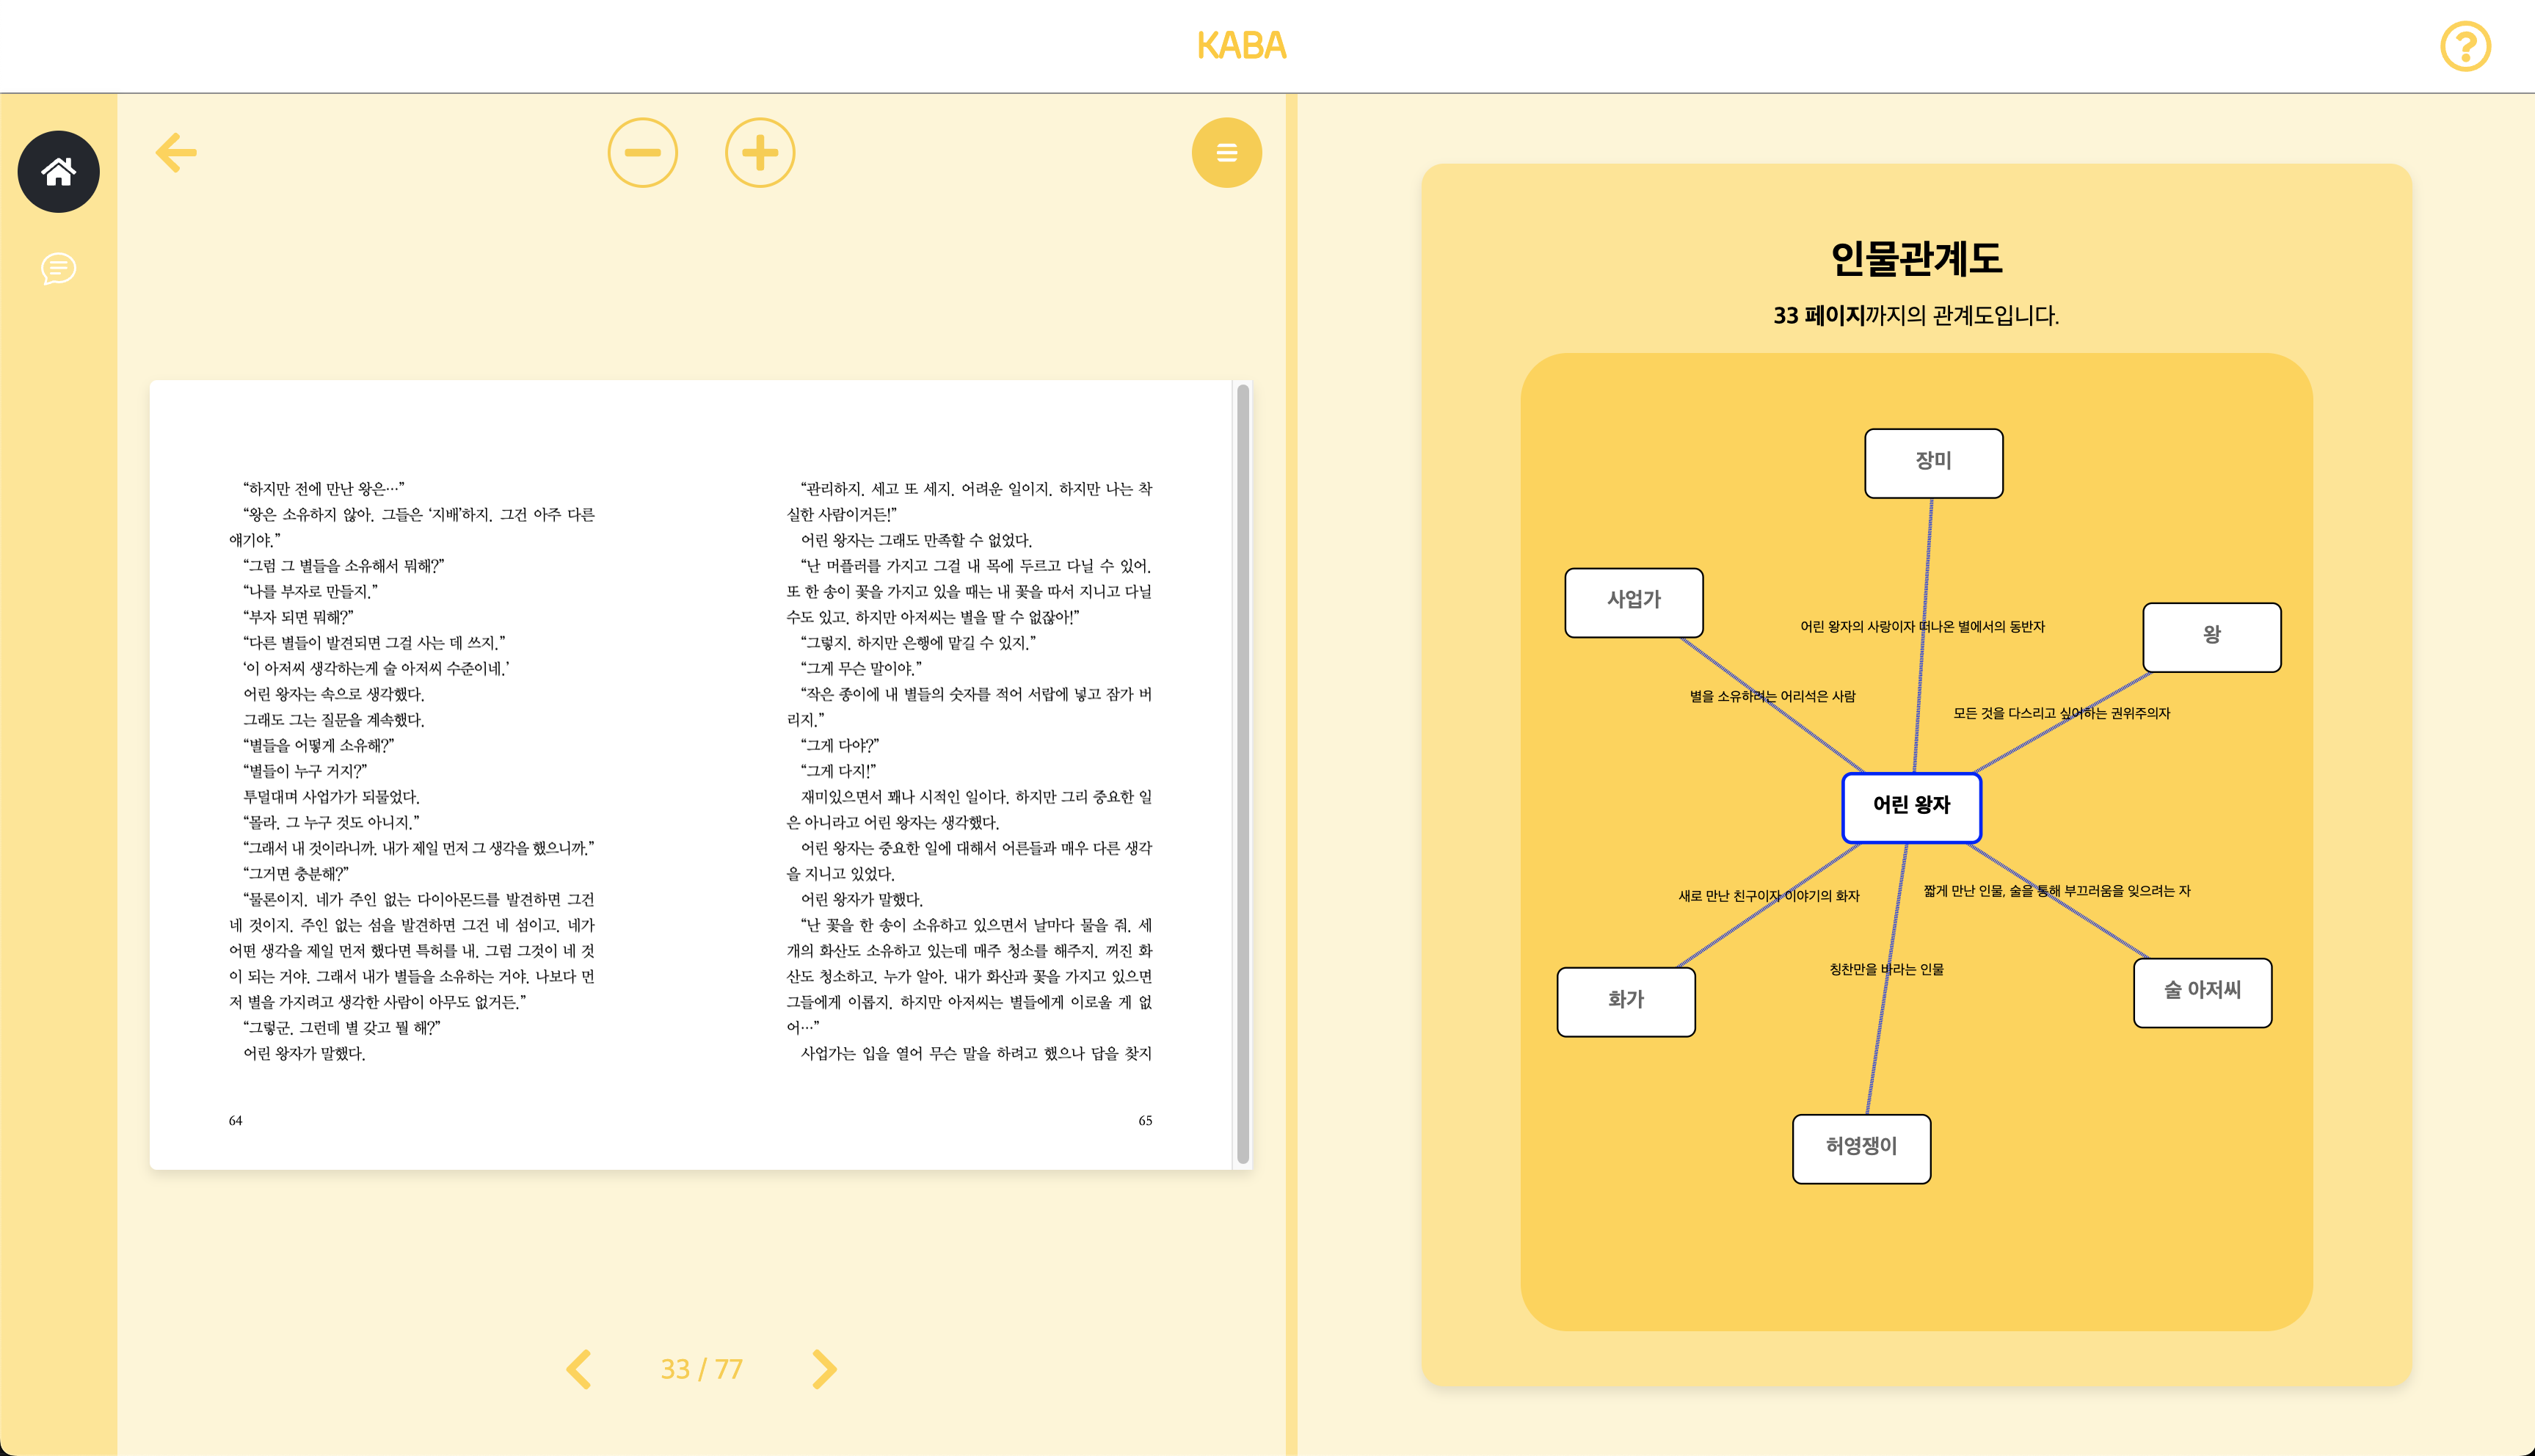 KABA
“하지만 전에 만난 왕은…”
“왕은 소유하지 않아. 그들은 ‘지배’하지. 그건 아주 다른
얘기야.”
“그럼 그 별들을 소유해서 뭐해?”
“나를 부자로 만들지.”
“부자 되면 뭐해?”
“다른 별들이 발견되면 그걸 사는 데 쓰지.”
‘이 아저씨 생각하는게 술 아저씨 수준이네.’
어린 왕자는 속으로 생각했다.
그래도 그는 질문을 계속했다.
“별들을 어떻게 소유해?”
“별들이 누구 거지?”
투덜대며 사업가가 되물었다.
“몰라. 그 누구 것도 아니지.”
“그래서 내 것이라니까. 내가 제일 먼저 그 생각을 했으니까.”
“그거면 충분해?”
“물론이지. 네가 주인 없는 다이아몬드를 발견하면 그건
네 것이지. 주인 없는 섬을 발견하면 그건 네 섬이고. 네가
어떤 생각을 제일 먼저 했다면 특허를 내. 그럼 그것이 네 것
이 되는 거야. 그래서 내가 별들을 소유하는 거야. 나보다 먼
저 별을 가지려고 생각한 사람이 아무도 없거든.”
“그렇군. 그런데 별 갖고 뭘 해?”
어린 왕자가 말했다.
64
“관리하지. 세고 또 세지. 어려운 일이지. 하지만 나는 착
실한 사람이거든!”
어린 왕자는 그래도 만족할 수 없었다.
“난 머플러를 가지고 그걸 내 목에 두르고 다닐 수 있어.
또 한 송이 꽃을 가지고 있을 때는 내 꽃을 따서 지니고 다닐
수도 있고. 하지만 아저씨는 별을 딸 수 없잖아!”
“그렇지. 하지만 은행에 맡길 수 있지.”
“그게 무슨 말이야.”
“작은 종이에 내 별들의 숫자를 적어 서랍에 넣고 잠가 버
리지.”
“그게 다야?”
“그게 다지!”
재미있으면서 꽤나 시적인 일이다. 하지만 그리 중요한 일
은 아니라고 어린 왕자는 생각했다.
어린 왕자는 중요한 일에 대해서 어른들과 매우 다른 생각
을 지니고 있었다.
어린 왕자가 말했다.
“난 꽃을 한 송이 소유하고 있으면서 날마다 물을 줘. 세
개의 화산도 소유하고 있는데 매주 청소를 해주지. 꺼진 화
산도 청소하고. 누가 알아. 내가 화산과 꽃을 가지고 있으면
그들에게 이롭지. 하지만 아저씨는 별들에게 이로울 게 없
어…”
사업가는 입을 열어 무슨 말을 하려고 했으나 답을 찾지
65
33 / 77
인물관계도
33 페이지까지의 관계도입니다.
장미
사업가
왕
어린 왕자의 사랑이자 떠나온 별에서의 동반자
별을 소유하려는 어리석은 사람
모든 것을 다스리고 싶어하는 권위주의자
어린 왕자
새로 만난 친구이자 이야기의 화자
짧게 만난 인물, 술을 통해 부끄러움을 잊으려는 자
칭찬만을 바라는 인물
화가
술 아저씨
허영쟁이